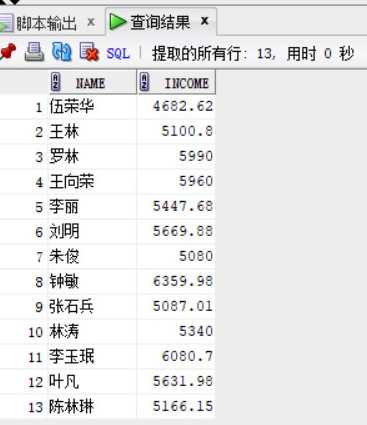 脚本输出 × 查询结果 ×
SQL | 提取的所有行: 13, 用时 0 秒
NAME INCOME
1 伍荣华 4682.62
2 王林 5100.8
3 罗林 5990
4 王向荣 5960
5 李丽 5447.68
6 刘明 5669.88
7 朱俊 5080
8 钟敏 6359.98
9 张石兵 5087.01
10 林涛 5340
11 李玉珉 6080.7
12 叶凡 5631.98
13 陈林琳 5166.15